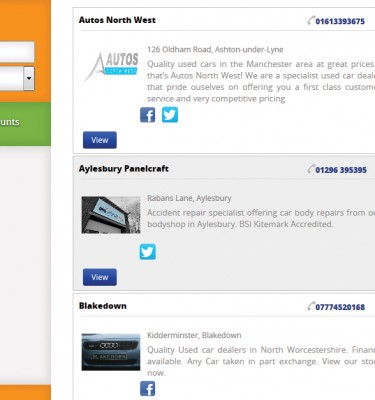 Autos North West
01613393675
AUTOS
NORTH WEST
126 Oldham Road, Ashton-under-Lyne
Quality used cars in the Manchester area at great prices
that's Autos North West! We are a specialist used car deale
that pride ouselves on offering you a first class custome
service and very competitive pricing
unts
View
Aylesbury Panelcraft
01296 395395
Rabans Lane, Aylesbury
Accident repair specialist offering car body repairs from ou
bodyshop in Aylesbury. BSI Kitemark Accredited.
View
Blakedown
07774520168
Kidderminster, Blakedown
Quality Used car dealers in North Worcestershire. Financ
available. Any Car taken in part exchange. View our stoc
now.
BLAKEDOWN